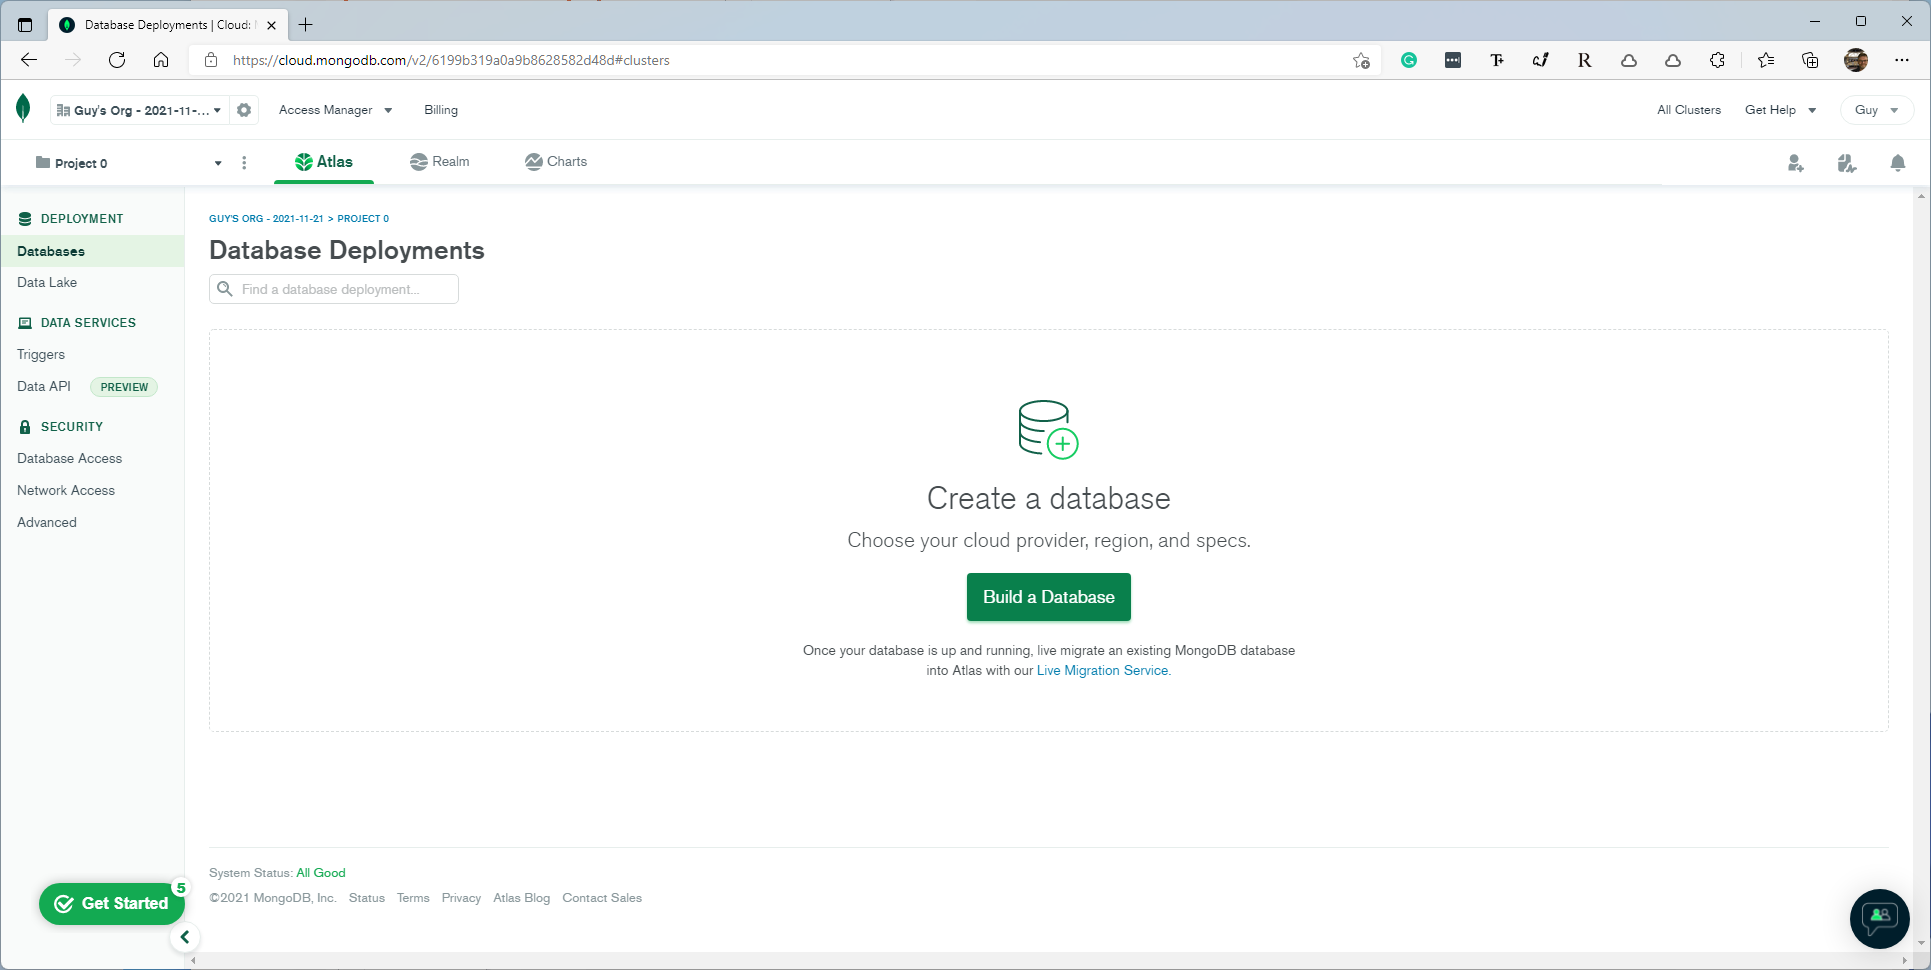 Database Deployments | Cloud:
https://cloud.mongodb.com/v2/6199b319a0a9b8628582d48d#clusters
Guy's Org - 2021-11-...
Access Manager
Billing
All Clusters
Get Help
Guy
Project 0
Atlas
Realm
Charts
DEPLOYMENT
Databases
Data Lake
DATA SERVICES
Triggers
Data API PREVIEW
SECURITY
Database Access
Network Access
Advanced
GUY'S ORG - 2021-11-21 > PROJECT 0
Database Deployments
Find a database deployment...
Create a database
Choose your cloud provider, region, and specs.
Build a Database
Once your database is up and running, live migrate an existing MongoDB database
into Atlas with our Live Migration Service.
System Status: All Good
©2021 MongoDB, Inc. Status Terms Privacy Atlas Blog Contact Sales
Get Started
5